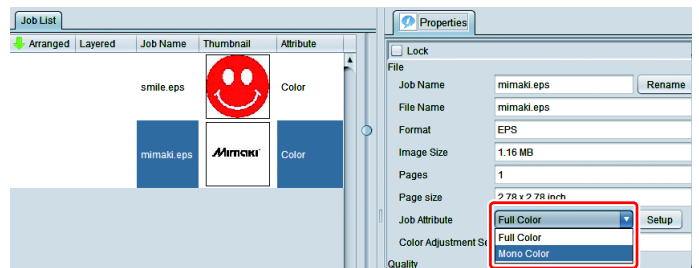 Job List
Arranged Layered Job Name Thumbnail Attribute
smile.eps Color
mimaki.eps Mimaki Color
Properties
Lock
File
Job Name mimaki.eps Rename
File Name mimaki.eps
Format EPS
Image Size 1.16 MB
Pages 1
Page size 2.78 x 2.78 inch
Job Attribute Full Color Setup
Full Color
Color Adjustment Se
Mono Color
Quality